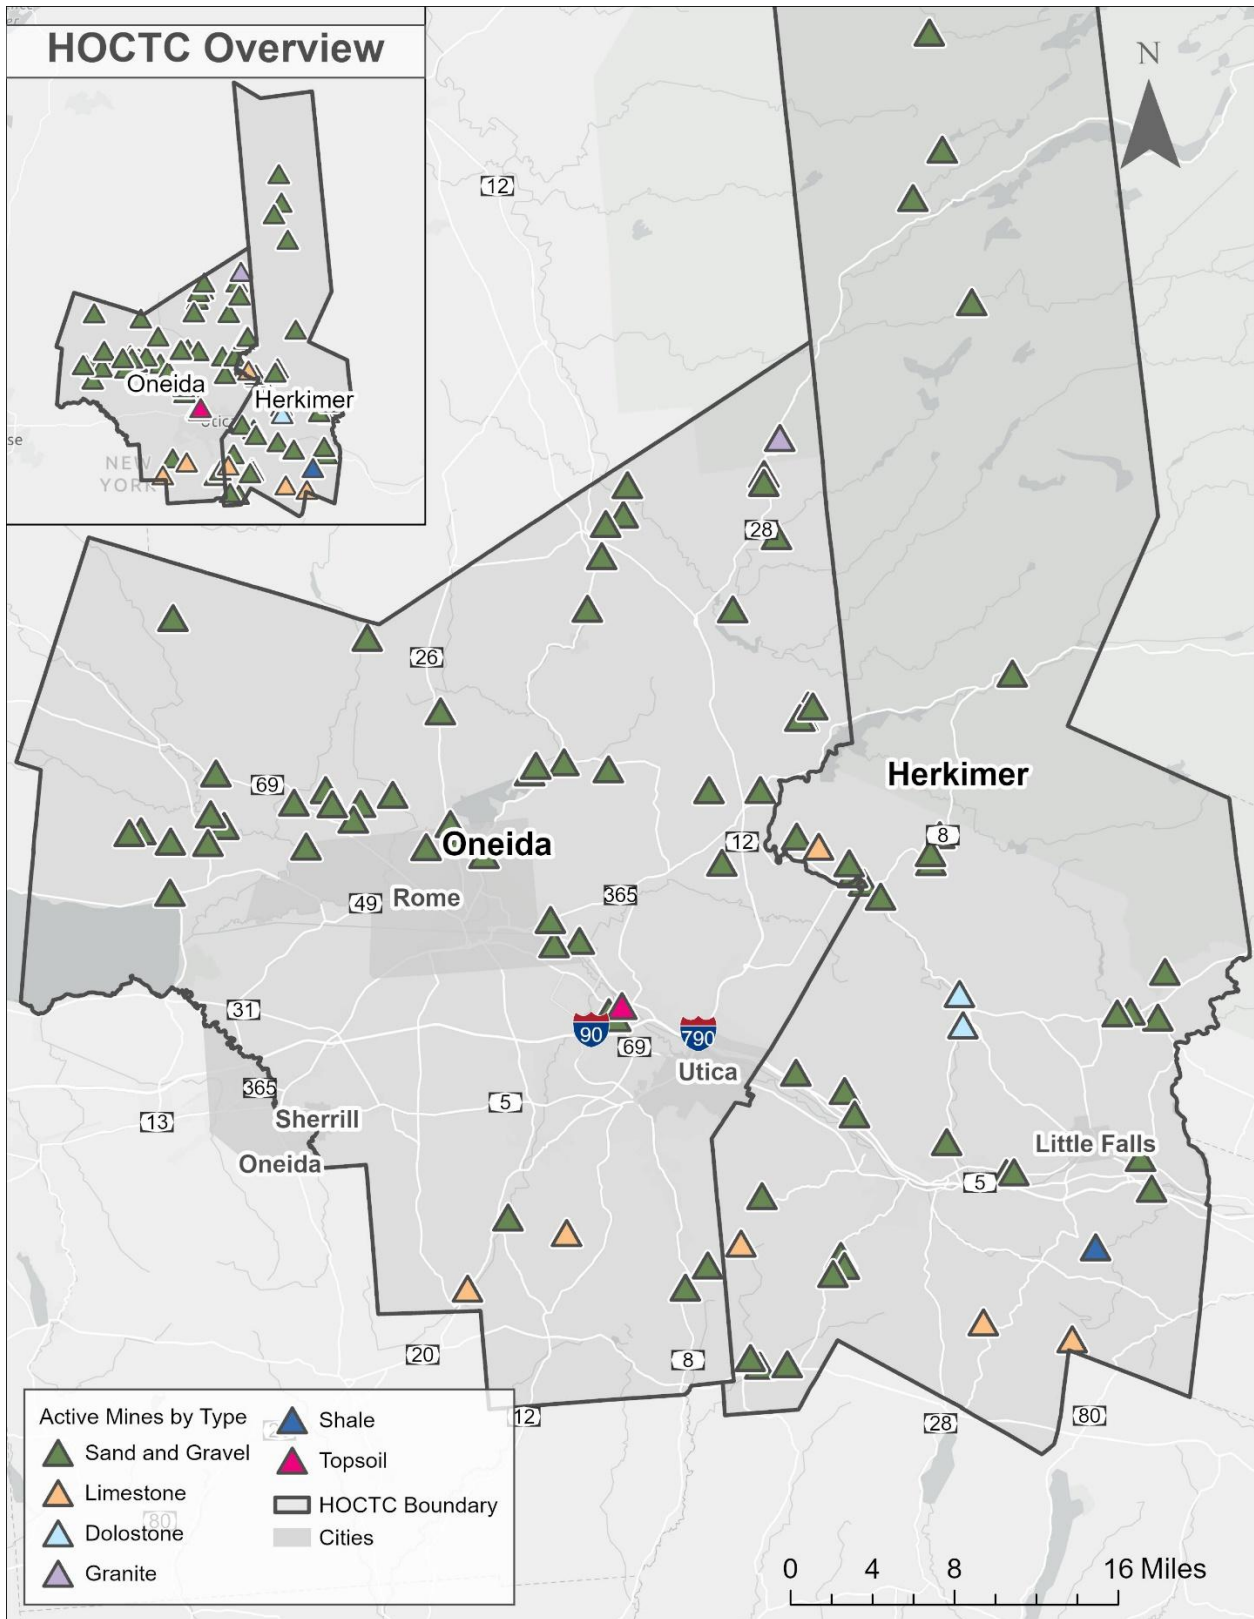 HOCTC Overview
Oneida
Herkimer
Utica
NEW
YORK
se
N
12
28
26
69
Herkimer
8
12
Oneida
Rome
49
365
31
90
790
69
Utica
365
5
13
Sherrill
Oneida
Little Falls
5
20
8
12
28
80
Active Mines by Type
Sand and Gravel
Limestone
Dolostone
Granite
Shale
Topsoil
HOCTC Boundary
Cities
80
0 4 8 16 Miles